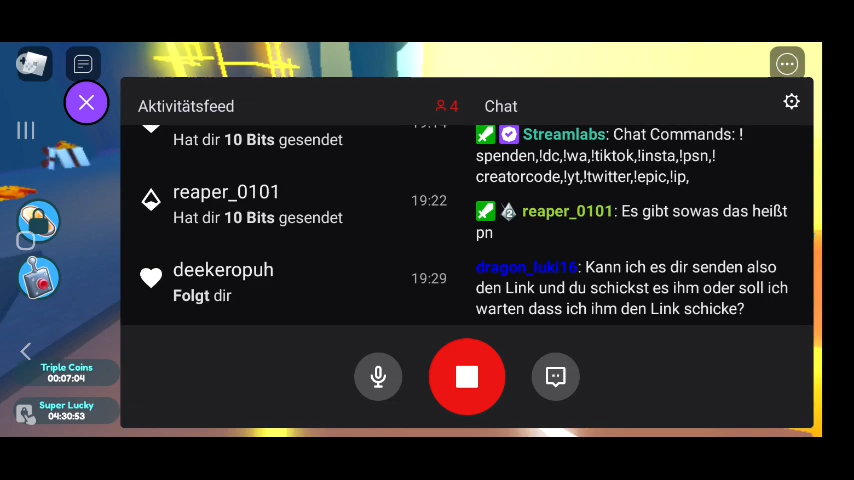 Aktivitätsfeed
4
Chat
Hat dir 10 Bits gesendet
reaper_0101
19:22
Hat dir 10 Bits gesendet
deekeropuh
19:29
Folgt dir
Streamlabs: Chat Commands: !
spenden,!dc,!wa,!tiktok,!insta,!psn,!
creatorcode,!yt,!twitter,!epic,!ip,
2
reaper_0101: Es gibt sowas das heißt
pn
dragon_luki16: Kann ich es dir senden also
den Link und du schickst es ihm oder soll ich
warten dass ich ihm den Link schicke?
Triple Coins
00:07:04
Super Lucky
04:30:53